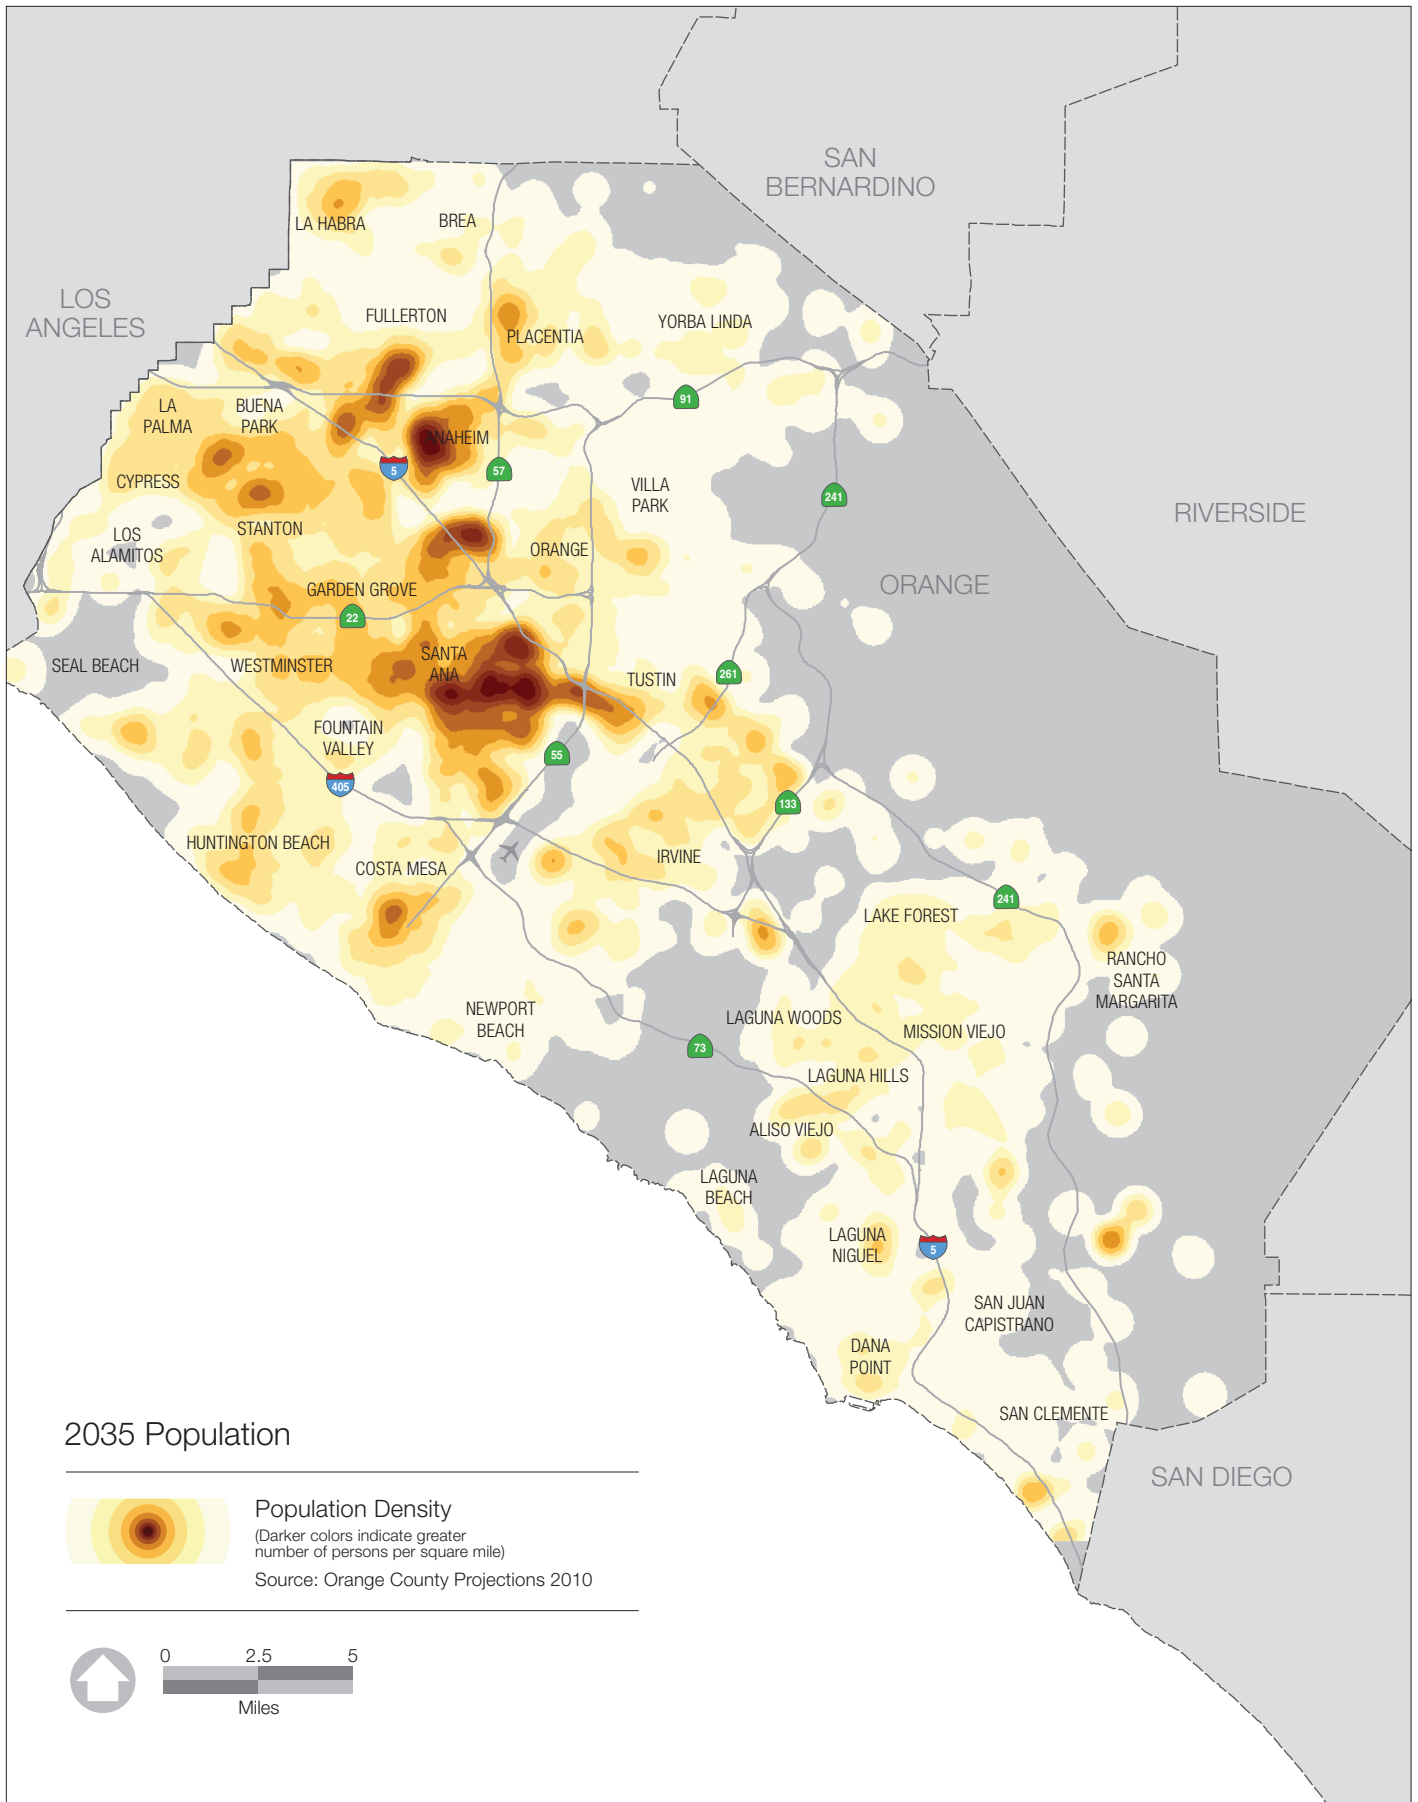 SAN
BERNARDINO
LA HABRA
BREA
LOS
ANGELES
FULLERTON
PLACENTIA
YORBA LINDA
91
LA
PALMA
BUENA
PARK
ANAHEIM
5
57
CYPRESS
VILLA
PARK
241
RIVERSIDE
STANTON
LOS
ALAMITOS
ORANGE
ORANGE
GARDEN GROVE
22
SEAL BEACH
WESTMINSTER
SANTA
ANA
TUSTIN
261
FOUNTAIN
VALLEY
55
405
133
HUNTINGTON BEACH
COSTA MESA
IRVINE
241
LAKE FOREST
RANCHO
SANTA
MARGARITA
NEWPORT
BEACH
LAGUNA WOODS
MISSION VIEJO
73
LAGUNA HILLS
ALISO VIEJO
LAGUNA
BEACH
LAGUNA
NIGUEL
5
SAN JUAN
CAPISTRANO
DANA
POINT
SAN CLEMENTE
SAN DIEGO
2035 Population
Population Density
(Darker colors indicate greater
number of persons per square mile)
Source: Orange County Projections 2010
0 2.5 5
Miles